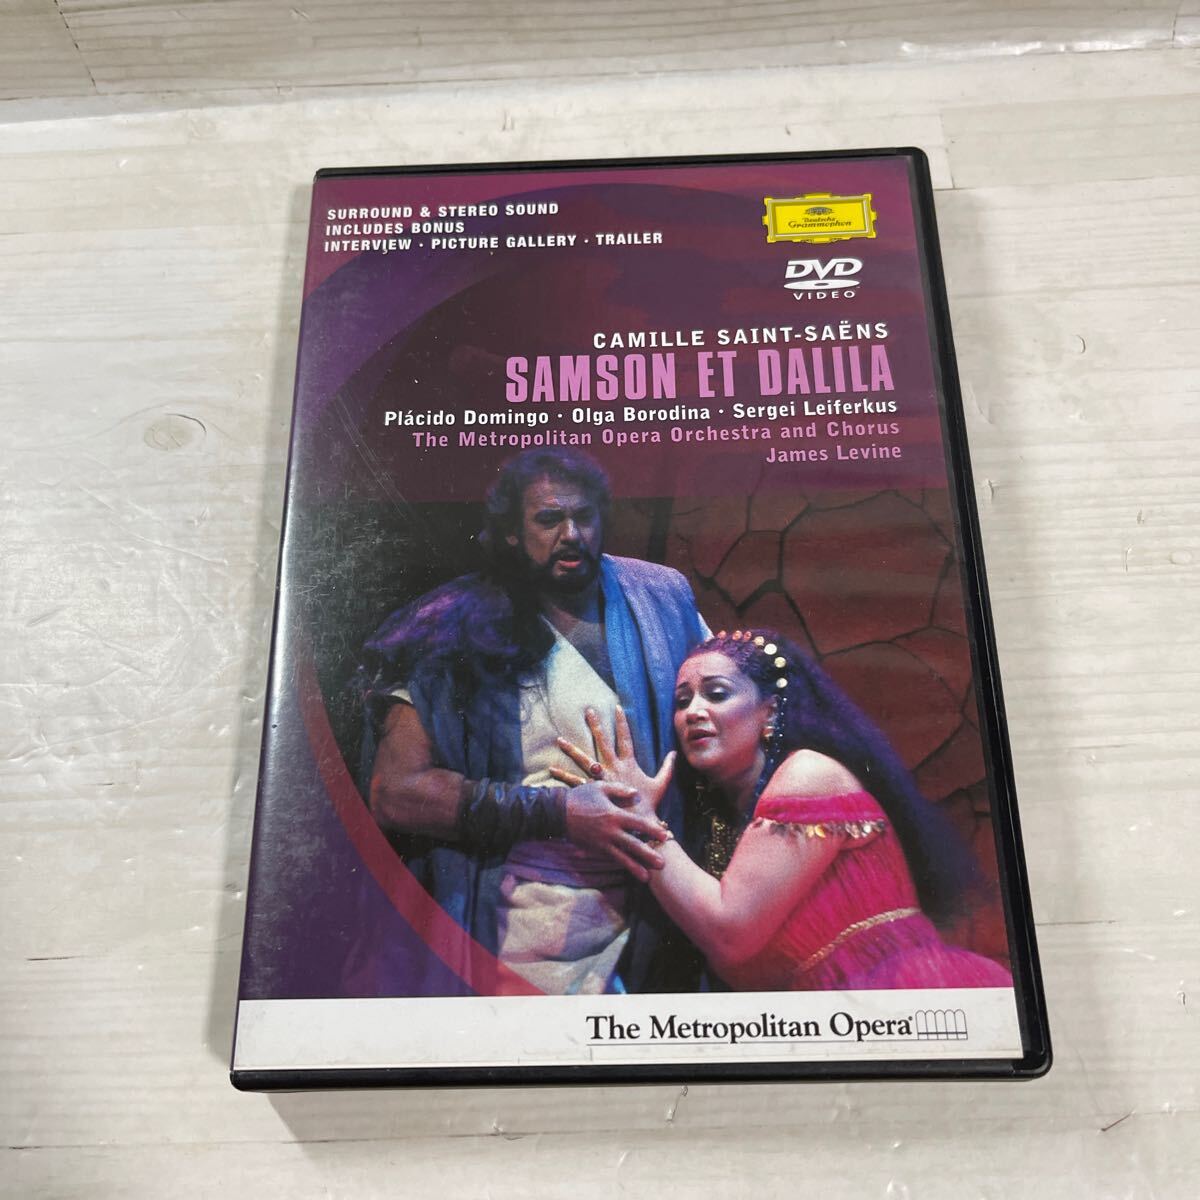 SURROUND & STEREO SOUND
INCLUDES BONUS
INTERVIEW · PICTURE GALLERY · TRAILER
Deutsche
Grammophon
DVD
VIDEO
CAMILLE SAINT-SAËNS
SAMSON ET DALILA
Plácido Domingo · Olga Borodina · Sergei Leiferkus
The Metropolitan Opera Orchestra and Chorus
James Levine
The Metropolitan Opera